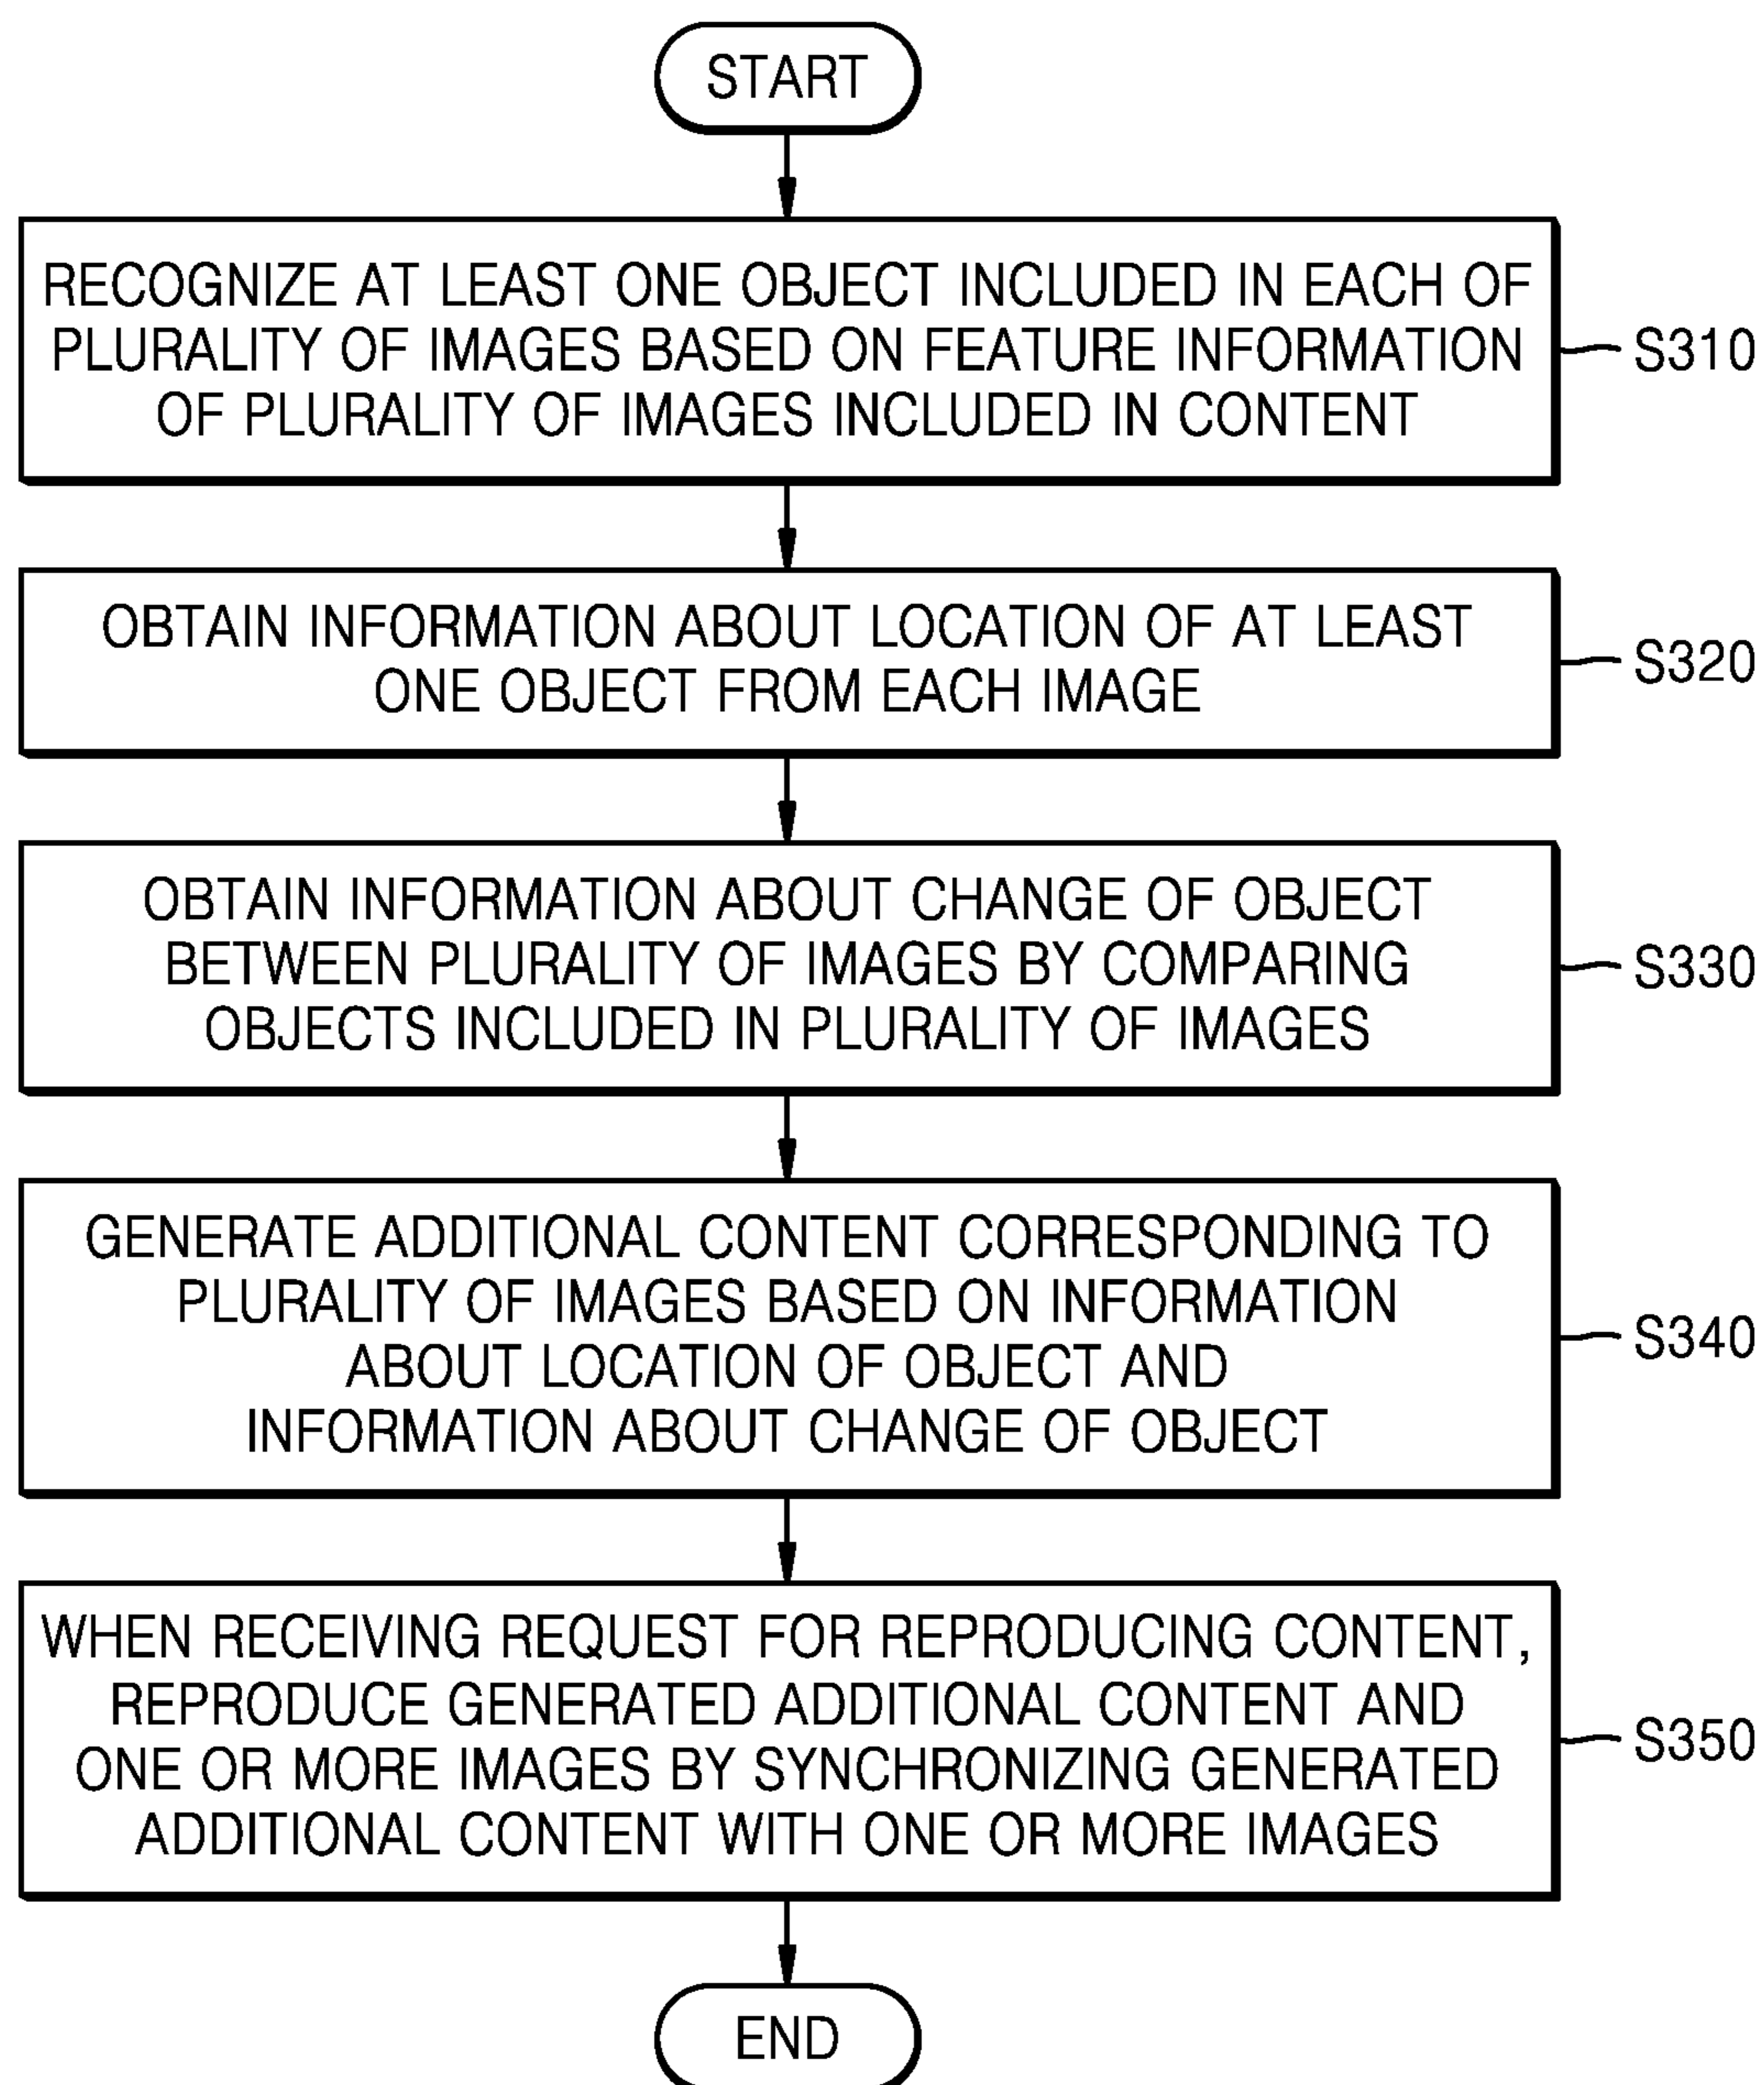 START
RECOGNIZE AT LEAST ONE OBJECT INCLUDED IN EACH OF
PLURALITY OF IMAGES BASED ON FEATURE INFORMATION
OF PLURALITY OF IMAGES INCLUDED IN CONTENT
S310
OBTAIN INFORMATION ABOUT LOCATION OF AT LEAST
ONE OBJECT FROM EACH IMAGE
S320
OBTAIN INFORMATION ABOUT CHANGE OF OBJECT
BETWEEN PLURALITY OF IMAGES BY COMPARING
OBJECTS INCLUDED IN PLURALITY OF IMAGES
S330
GENERATE ADDITIONAL CONTENT CORRESPONDING TO
PLURALITY OF IMAGES BASED ON INFORMATION
ABOUT LOCATION OF OBJECT AND
INFORMATION ABOUT CHANGE OF OBJECT
S340
WHEN RECEIVING REQUEST FOR REPRODUCING CONTENT,
REPRODUCE GENERATED ADDITIONAL CONTENT AND
ONE OR MORE IMAGES BY SYNCHRONIZING GENERATED
ADDITIONAL CONTENT WITH ONE OR MORE IMAGES
S350
END